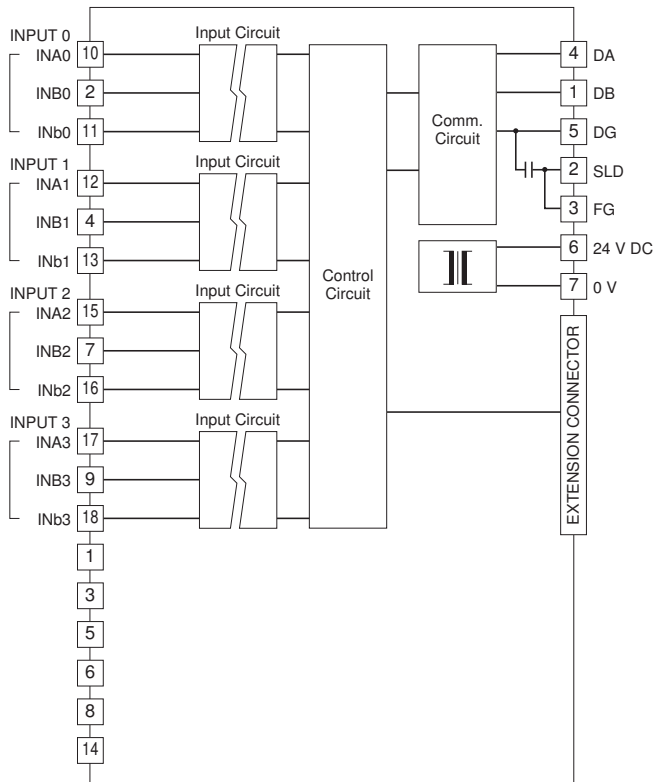 INPUT 0
INA0 10
INB0 2
INb0 11
Input Circuit
INPUT 1
INA1 12
INB1 4
INb1 13
Input Circuit
INPUT 2
INA2 15
INB2 7
INb2 16
Input Circuit
INPUT 3
INA3 17
INB3 9
INb3 18
Input Circuit
1
3
5
6
8
14
Control
Circuit
Comm.
Circuit
4 DA
1 DB
5 DG
2 SLD
3 FG
6 24 V DC
7 0 V
EXTENSION CONNECTOR